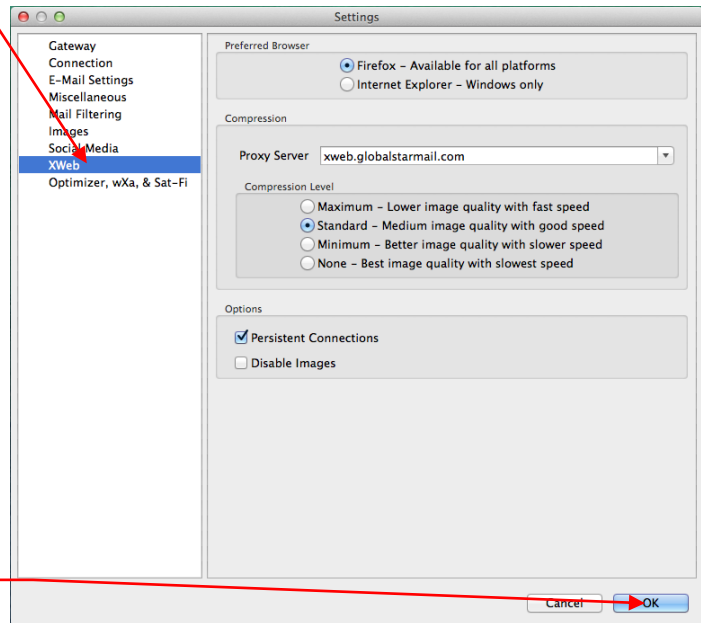 Settings
Gateway
Connection
E-Mail Settings
Miscellaneous
Mail Filtering
Images
Social Media
XWeb
Optimizer, wXa, & Sat-Fi
Preferred Browser
Firefox – Available for all platforms
Internet Explorer – Windows only
Compression
Proxy Server xweb.globalstarmail.com
Compression Level
Maximum – Lower image quality with fast speed
Standard – Medium image quality with good speed
Minimum – Better image quality with slower speed
None – Best image quality with slowest speed
Options
Persistent Connections
Disable Images
Cancel OK